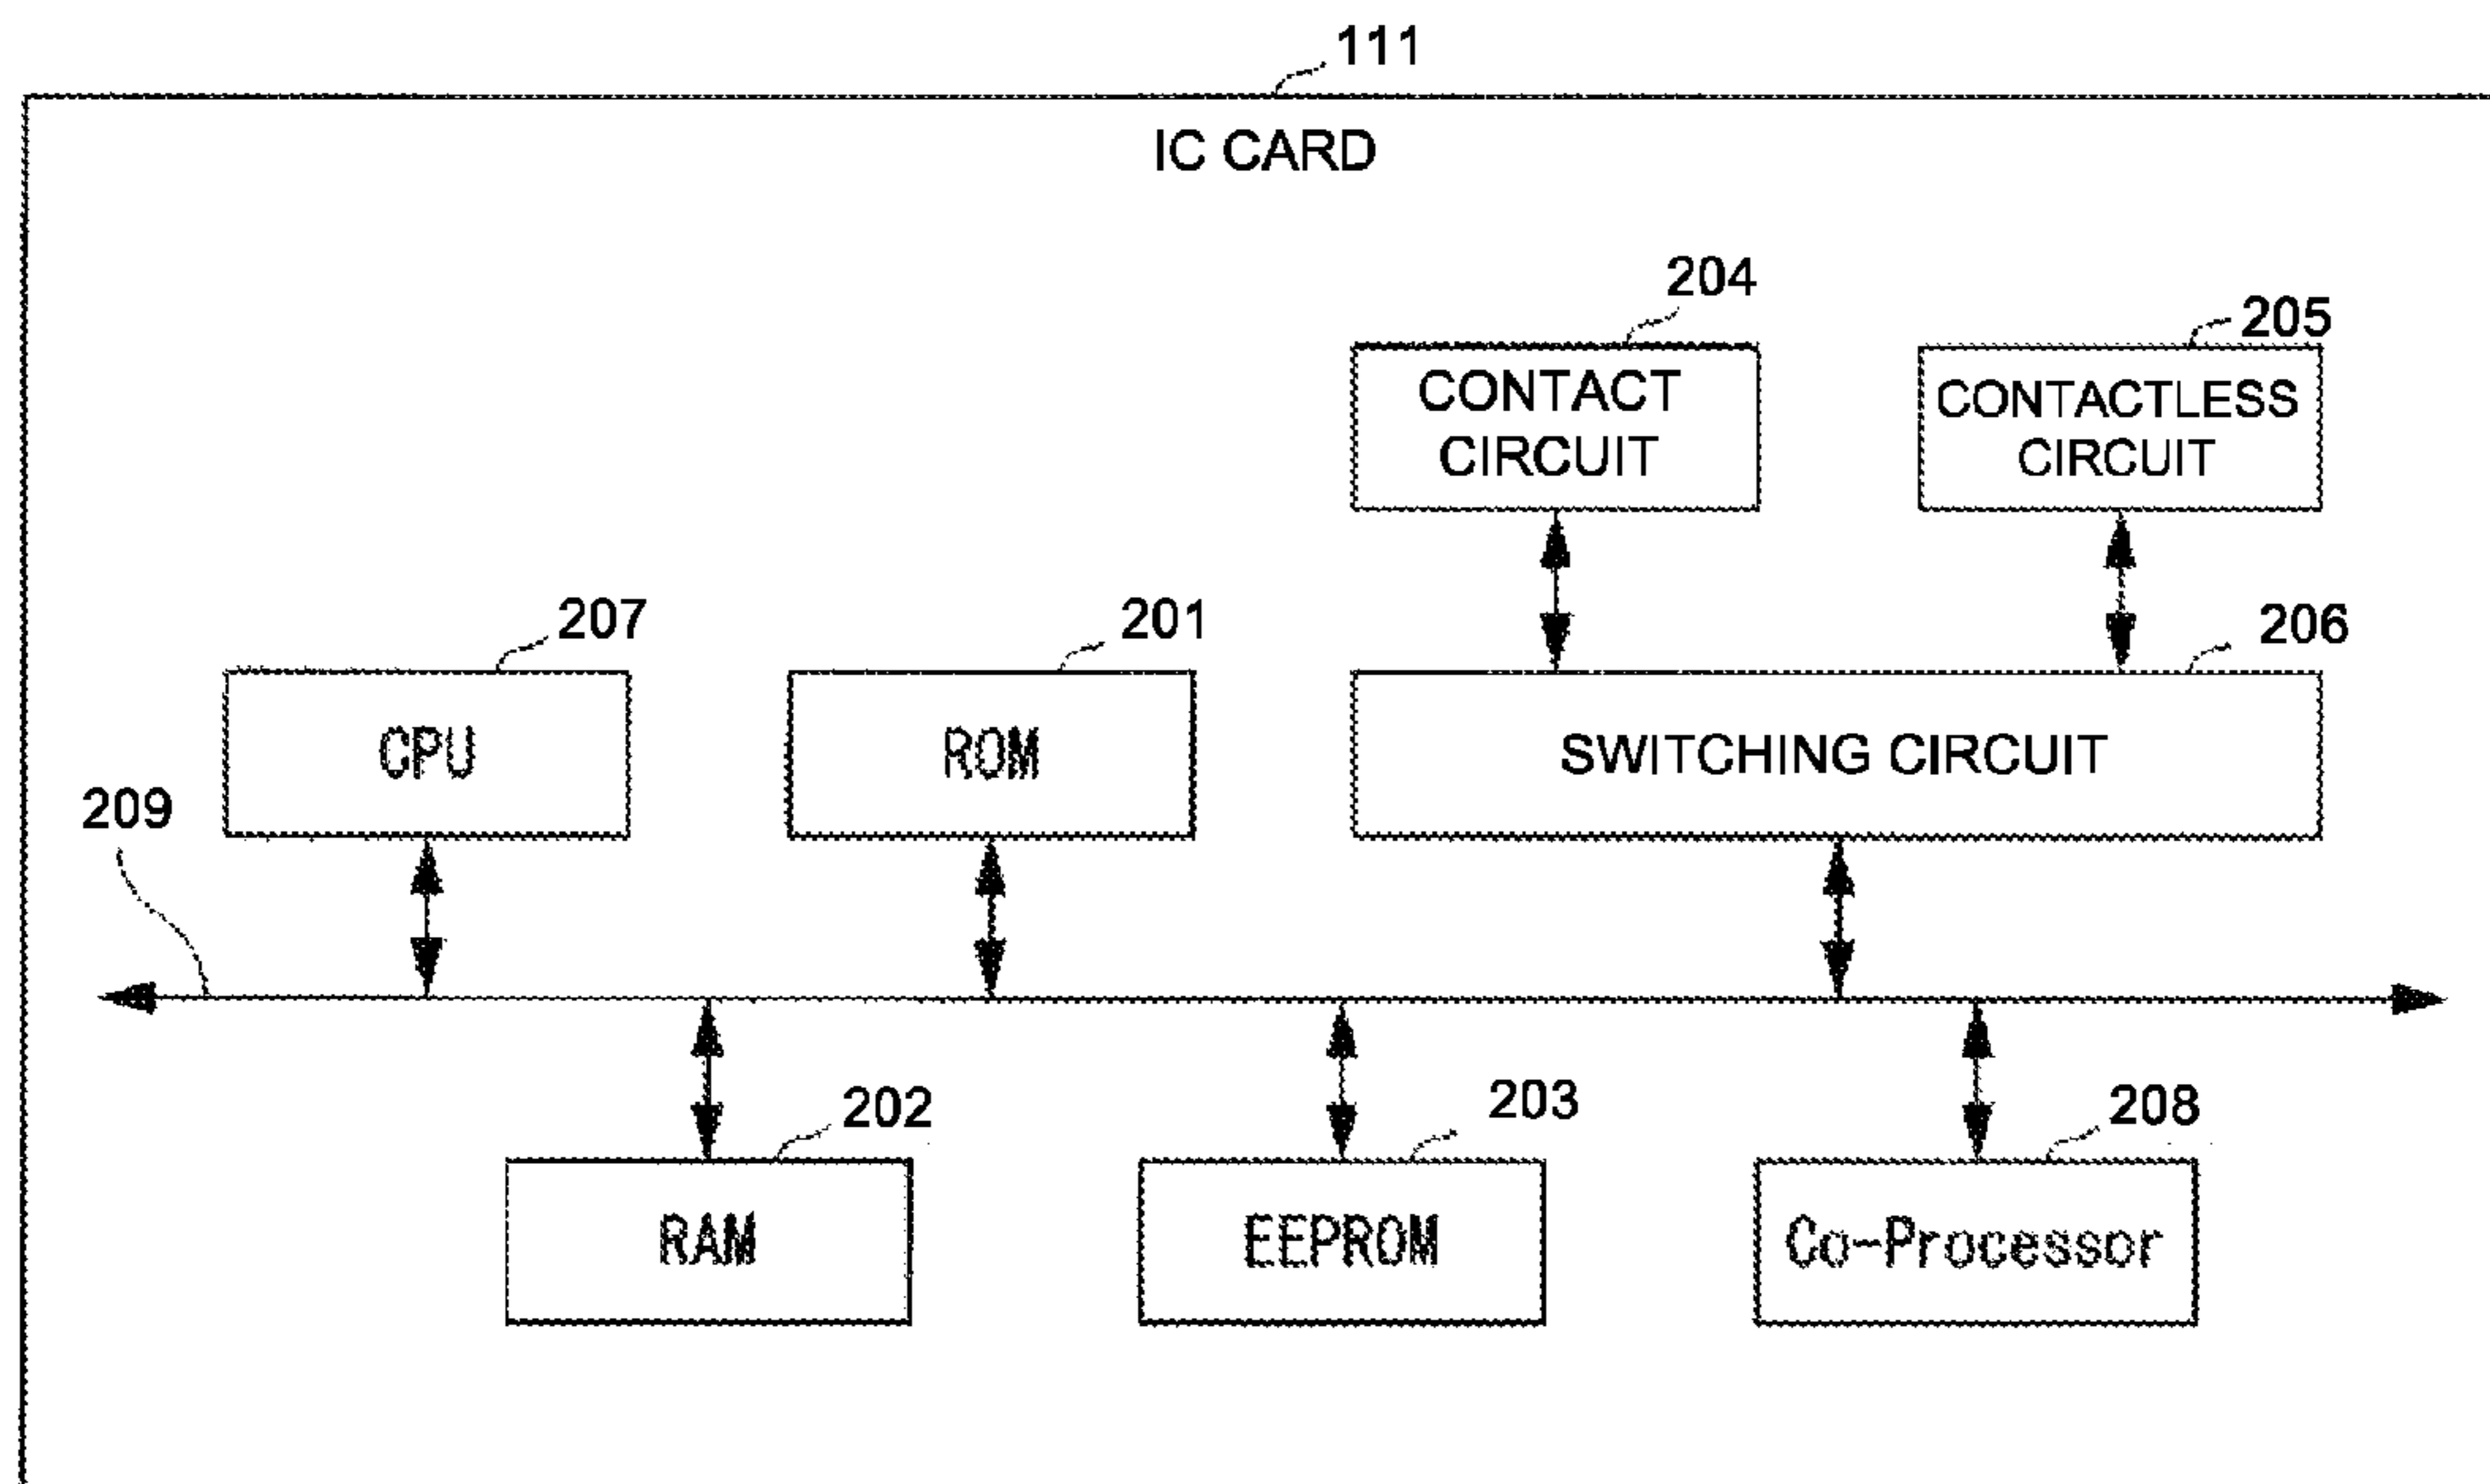 111
IC CARD
204
205
CONTACT
CIRCUIT
CONTACTLESS
CIRCUIT
207
201
206
CPU
ROM
SWITCHING CIRCUIT
209
202
203
208
RAM
EEPROM
Co-Processor